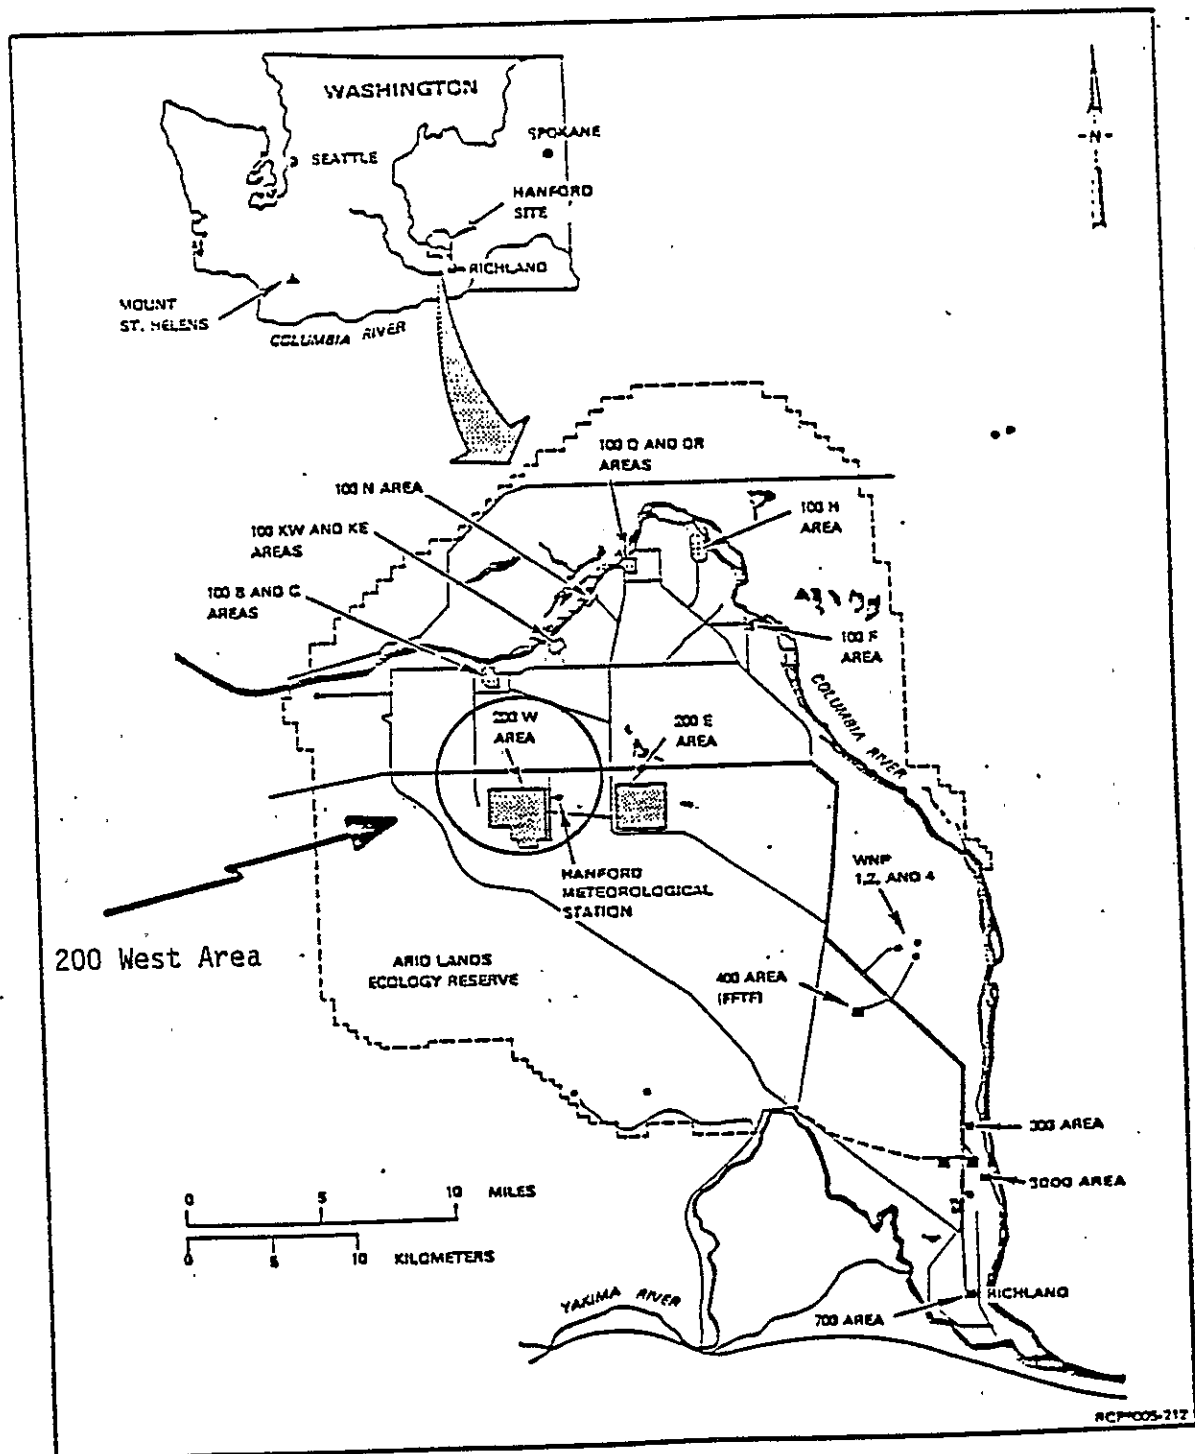 WASHINGTON
SPOKANE
SEATTLE
HANFORD
SITE
RICHLAND
MOUNT
ST. HELENS
COLUMBIA RIVER
N
100 D AND DR
AREAS
100 N AREA
100 H
AREA
100 KW AND KE
AREAS
100 B AND C
AREAS
100 F
AREA
COLUMBIA RIVER
200 W
AREA
200 E
AREA
WNP
1,2, AND 4
HANFORD
METEOROLOGICAL
STATION
200 West Area
ARID LANDS
ECOLOGY RESERVE
400 AREA
(FFTF)
300 AREA
3000 AREA
0 5 10 MILES
0 5 10 KILOMETERS
YAKIMA RIVER
RICHLAND
700 AREA